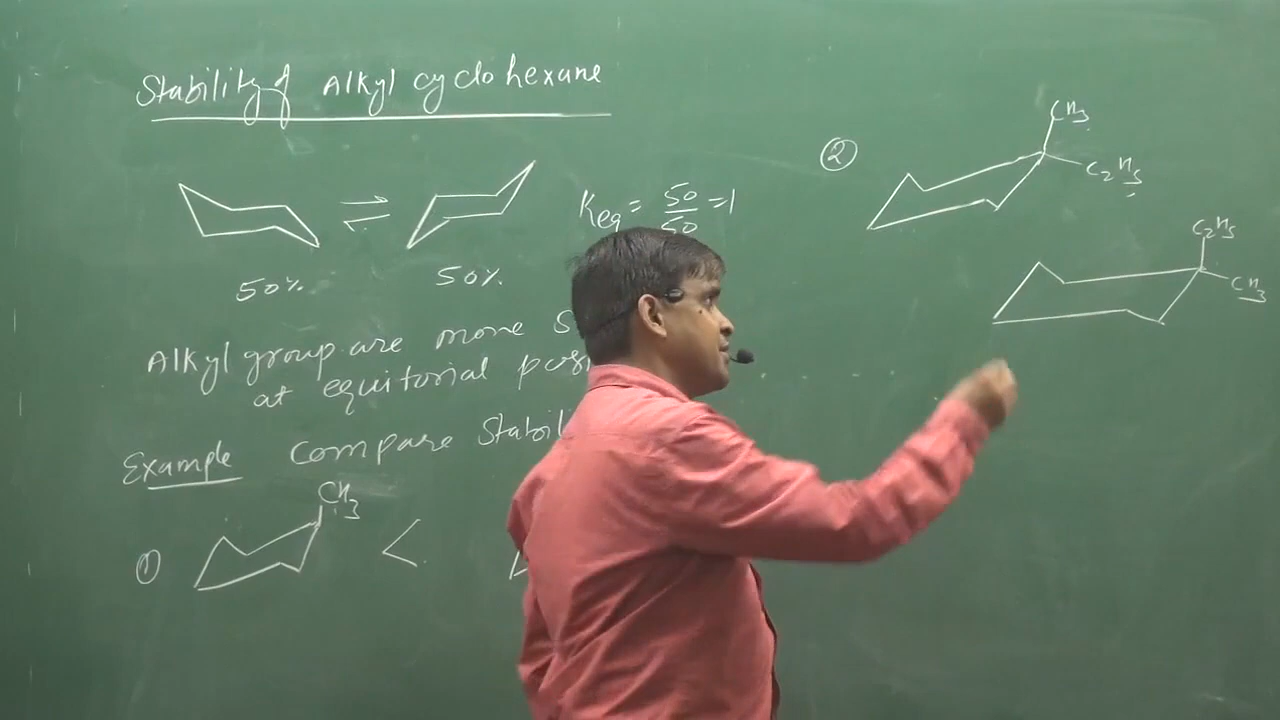 Stability of Alkyl cyclohexane
50%
50%
Keq = 50/50 = 1
Alkyl group are more
at equitorial
Example Compare
① CH3 <
② CH3
C2H5
C2H5
CH3